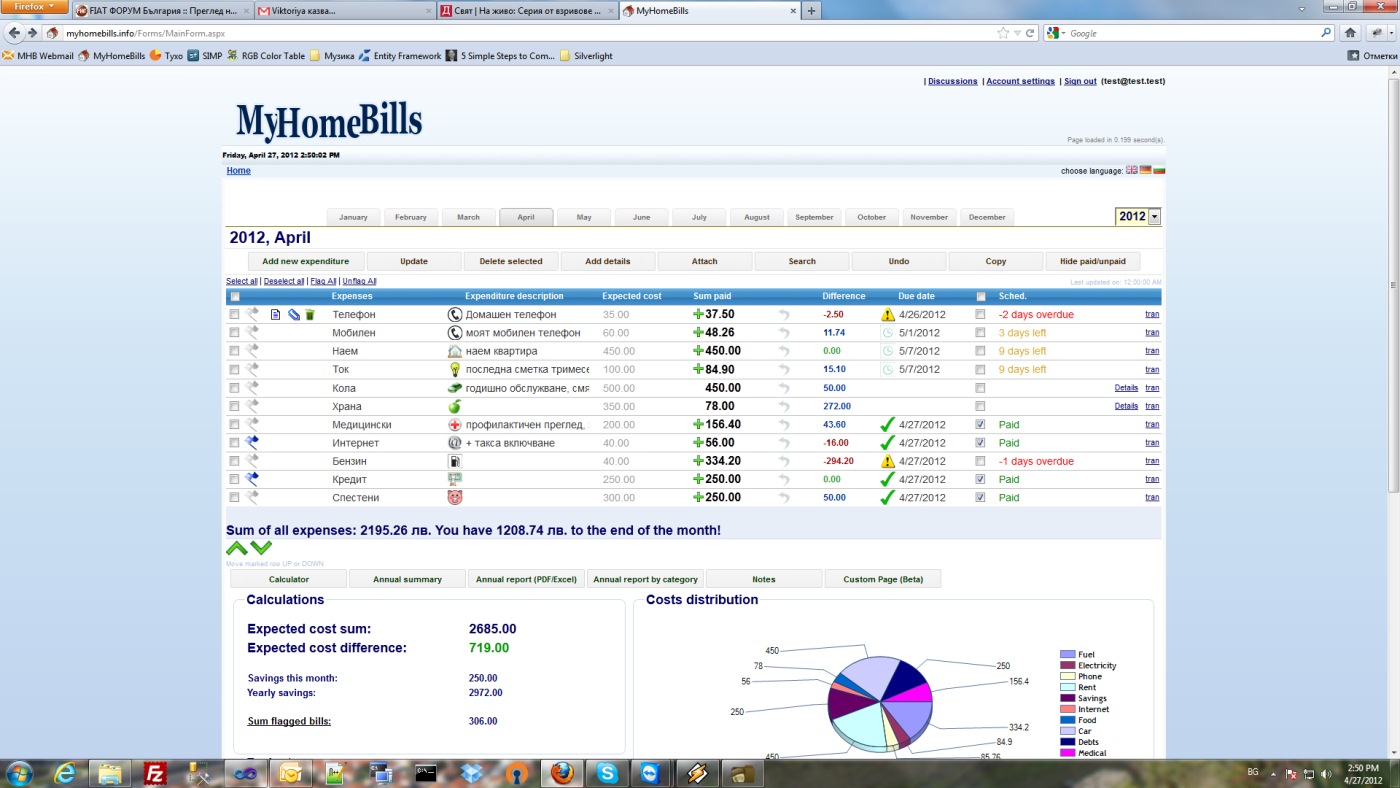 Firefox
FIAT ФОРУМ България :: Преглед н...
Viktoriya казва...
Свят | На живо: Серия от взривове ...
MyHomeBills
myhomebills.info/Forms/MainForm.aspx
Google
MHB Webmail MyHomeBills Тухо SIMP RGB Color Table Музика Entity Framework 5 Simple Steps to Com... Silverlight Отметки
| Discussions | Account settings | Sign out (test@test.test)
MyHomeBills
Page loaded in 0.199 second(s).
Friday, April 27, 2012 2:50:02 PM
Home choose language:
January February March April May June July August September October November December 2012
2012, April
Add new expenditure Update Delete selected Add details Attach Search Undo Copy Hide paid/unpaid
Select all | Deselect all | Flag All | Unflag All Last updated on: 12:00:00 AM
Expenses Expenditure description Expected cost Sum paid Difference Due date Sched.
Телефон Домашен телефон 35.00 37.50 -2.50 4/26/2012 -2 days overdue tran
Мобилен моят мобилен телефон 60.00 48.26 11.74 5/1/2012 3 days left tran
Наем наем квартира 450.00 450.00 0.00 5/7/2012 9 days left tran
Ток последна сметка тримесе 100.00 84.90 15.10 5/7/2012 9 days left tran
Кола годишно обслужване, смя 500.00 450.00 50.00 Details tran
Храна 350.00 78.00 272.00 Details tran
Медицински профилактичен преглед, 200.00 156.40 43.60 4/27/2012 Paid tran
Интернет @ + такса включване 40.00 56.00 -16.00 4/27/2012 Paid tran
Бензин 40.00 334.20 -294.20 4/27/2012 -1 days overdue tran
Кредит 250.00 250.00 0.00 4/27/2012 Paid tran
Спестени 300.00 250.00 50.00 4/27/2012 Paid tran
Sum of all expenses: 2195.26 лв. You have 1208.74 лв. to the end of the month!
Move marked row UP or DOWN
Calculator Annual summary Annual report (PDF/Excel) Annual report by category Notes Custom Page (Beta)
Calculations
Expected cost sum: 2685.00
Expected cost difference: 719.00
Savings this month: 250.00
Yearly savings: 2972.00
Sum flagged bills: 306.00
Costs distribution
450
78
56
250
450
250
156.4
334.2
84.9
85.76
Fuel
Electricity
Phone
Rent
Savings
Internet
Food
Car
Debts
Medical
BG
2:50 PM
4/27/2012